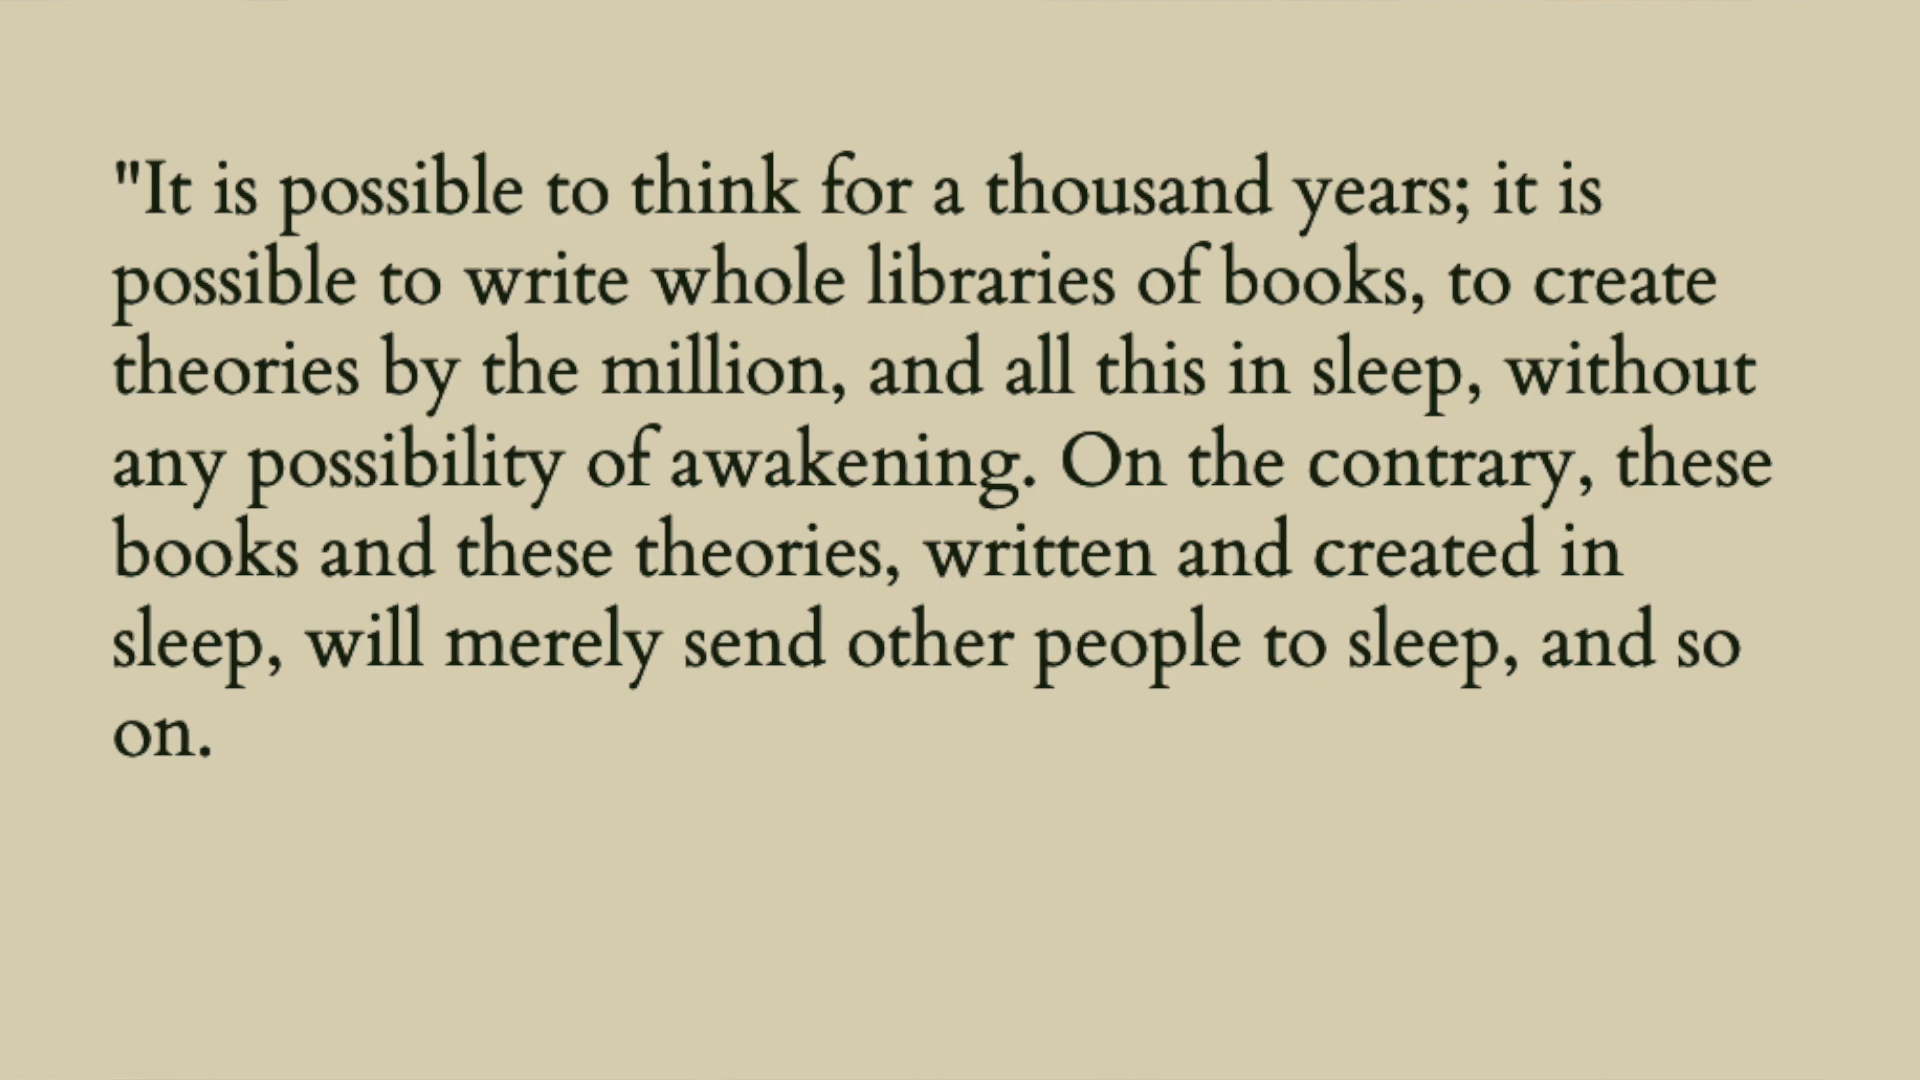 "It is possible to think for a thousand years; it is
possible to write whole libraries of books, to create
theories by the million, and all this in sleep, without
any possibility of awakening. On the contrary, these
books and these theories, written and created in
sleep, will merely send other people to sleep, and so
on.